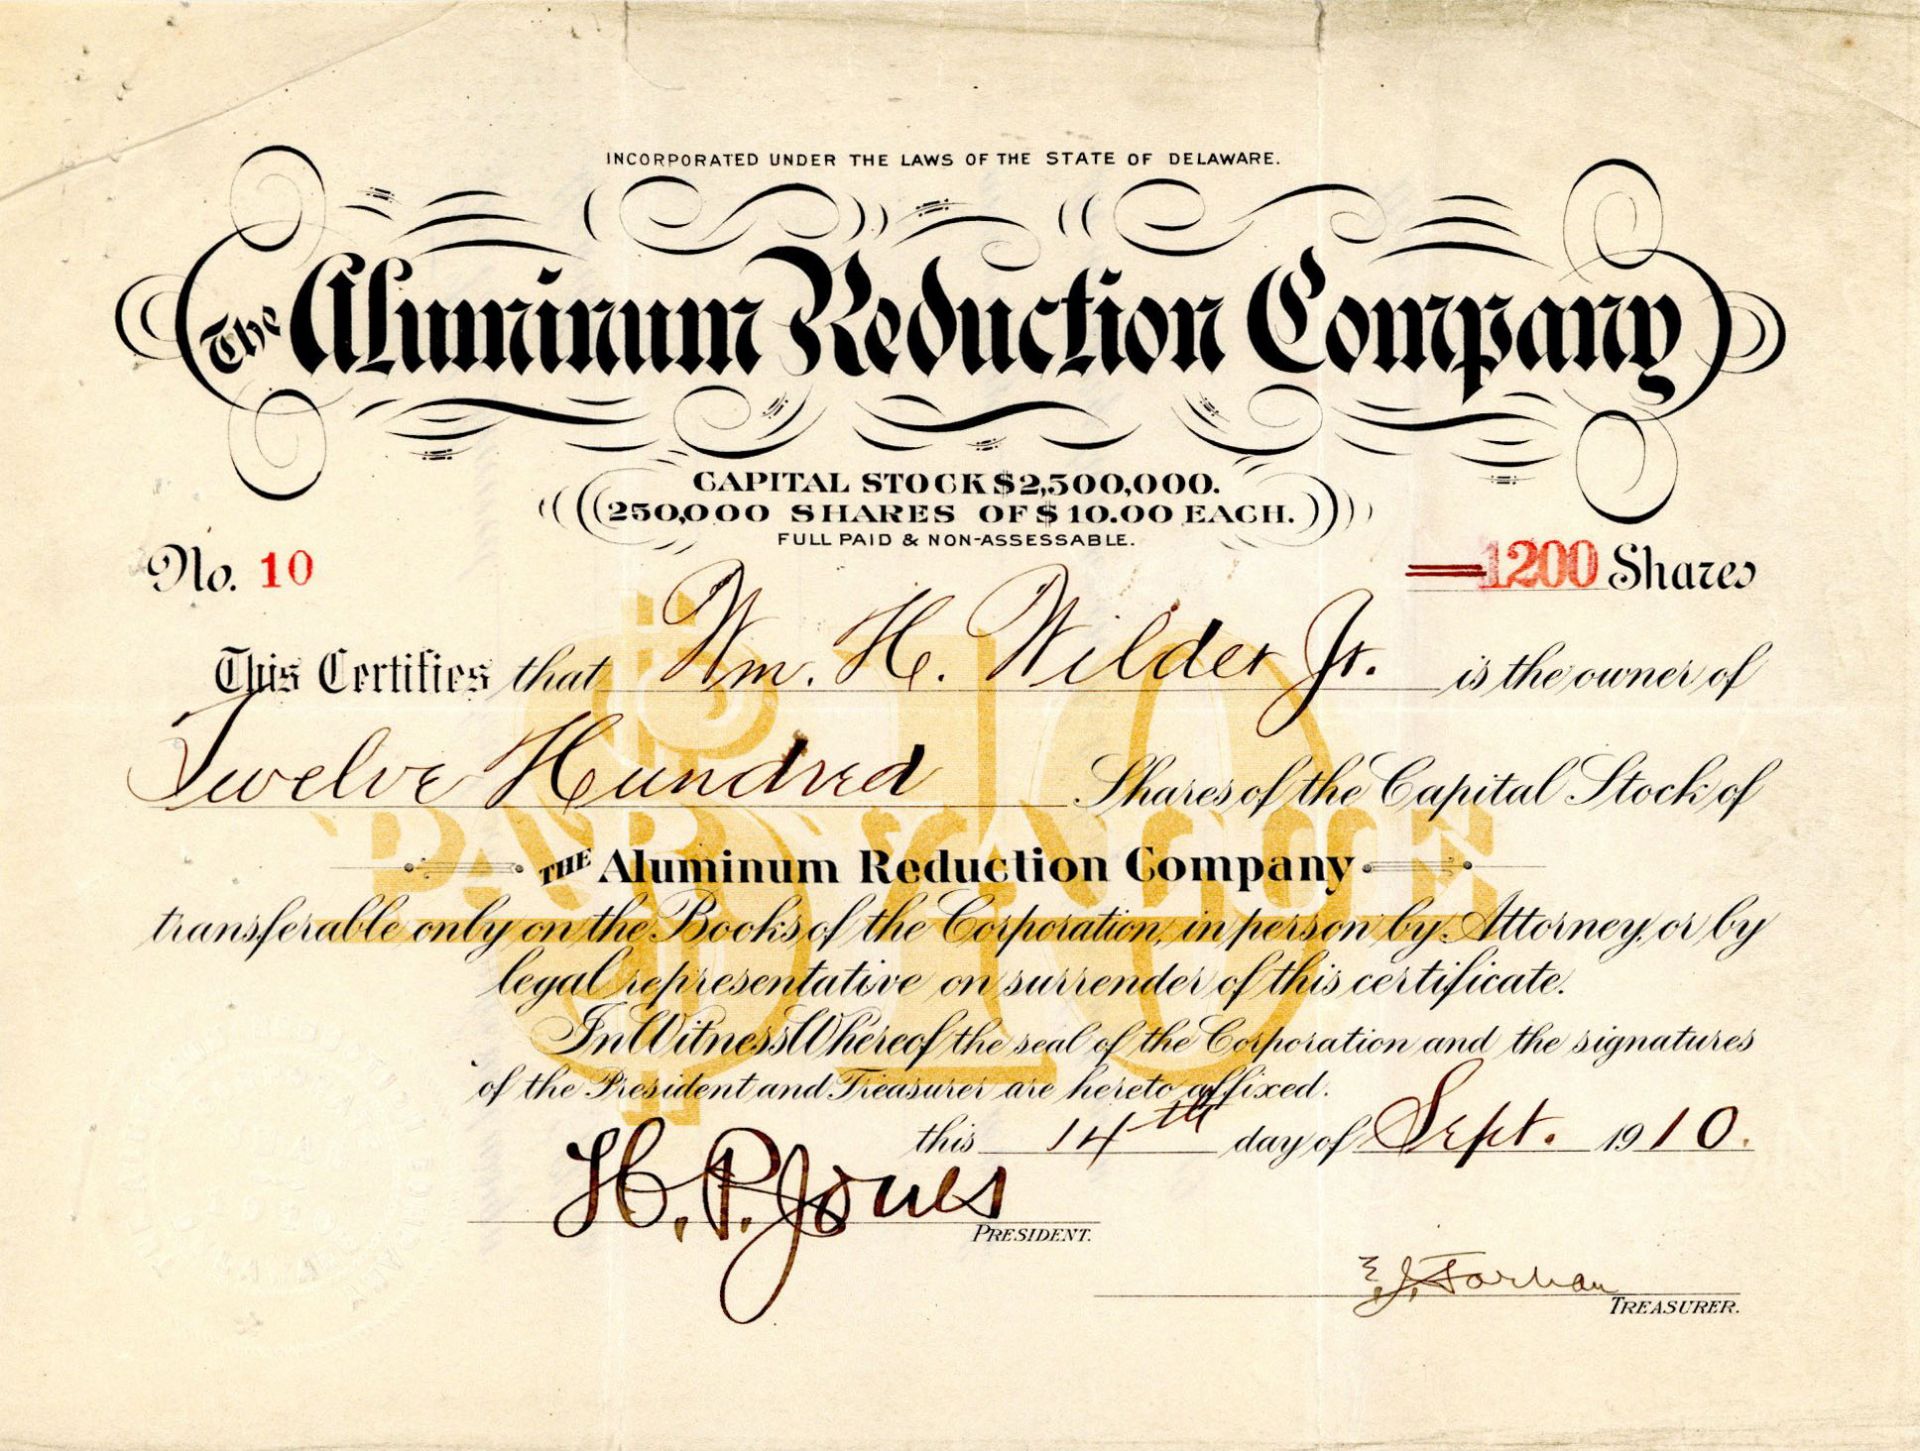 INCORPORATED UNDER THE LAWS OF THE STATE OF DELAWARE.
The Aluminum Reduction Company
CAPITAL STOCK $2,500,000.
250,000 SHARES OF $10.00 EACH.
FULL PAID & NON-ASSESSABLE.
No. 10
1200 Shares
This Certifies that Wm. H. Wilder Jr. is the owner of
Twelve Hundred Shares of the Capital Stock of
$10
PAR VALUE
THE Aluminum Reduction Company
transferable only on the Books of the Corporation, in person by Attorney, or by
legal representative on surrender of this certificate.
In Witness Whereof the seal of the Corporation and the signatures
of the President and Treasurer are hereto affixed.
this 14th day of Sept. 1910.
H. P. Jones
PRESIDENT.
E. J. Forhan
TREASURER.